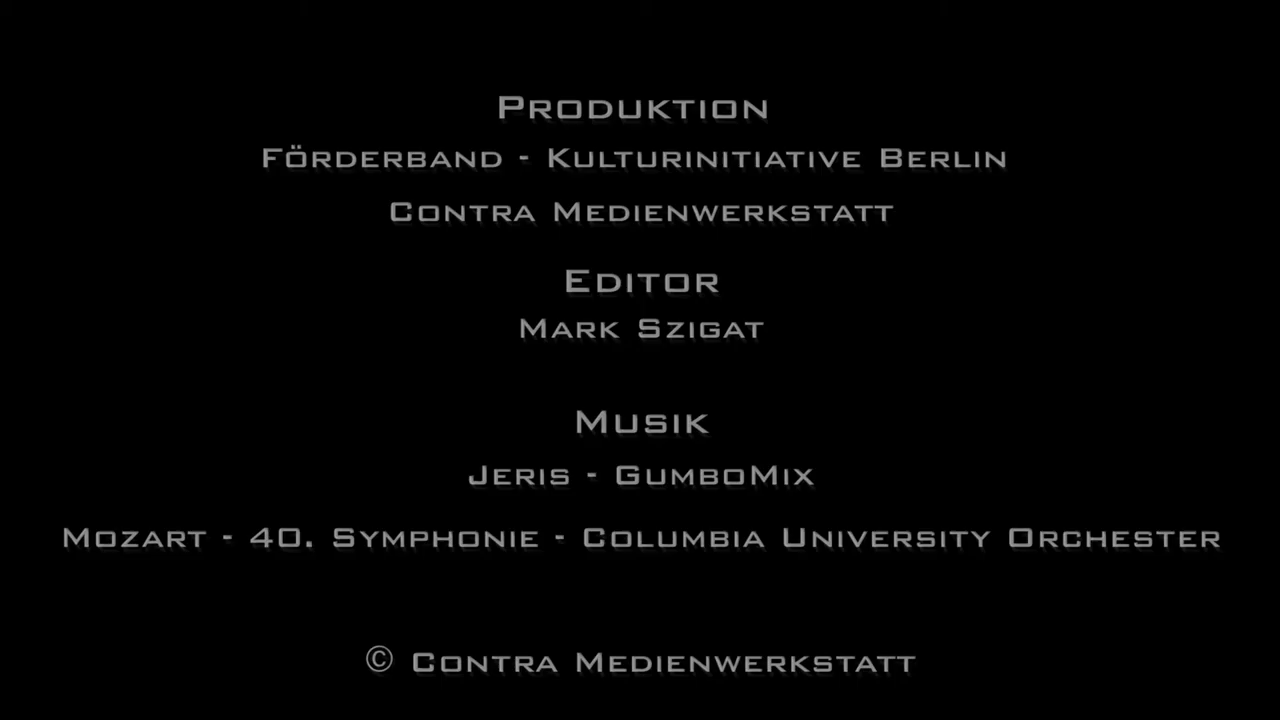 Produktion
Förderband - Kulturinitiative Berlin
Contra Medienwerkstatt
Editor
Mark Szigat
Musik
Jeris - GumboMix
Mozart - 40. Symphonie - Columbia University Orchester
© Contra Medienwerkstatt